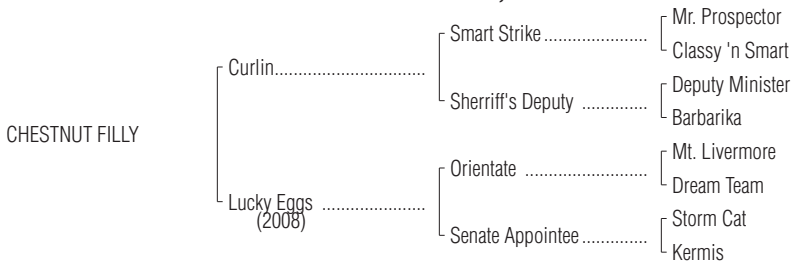 Mr. Prospector
Smart Strike......................
Classy 'n Smart
Curlin................................
Deputy Minister
Sherriff's Deputy ..............
Barbarika
CHESTNUT FILLY
Mt. Livermore
Orientate ..........................
Dream Team
Lucky Eggs ......................
(2008)
Storm Cat
Senate Appointee..............
Kermis